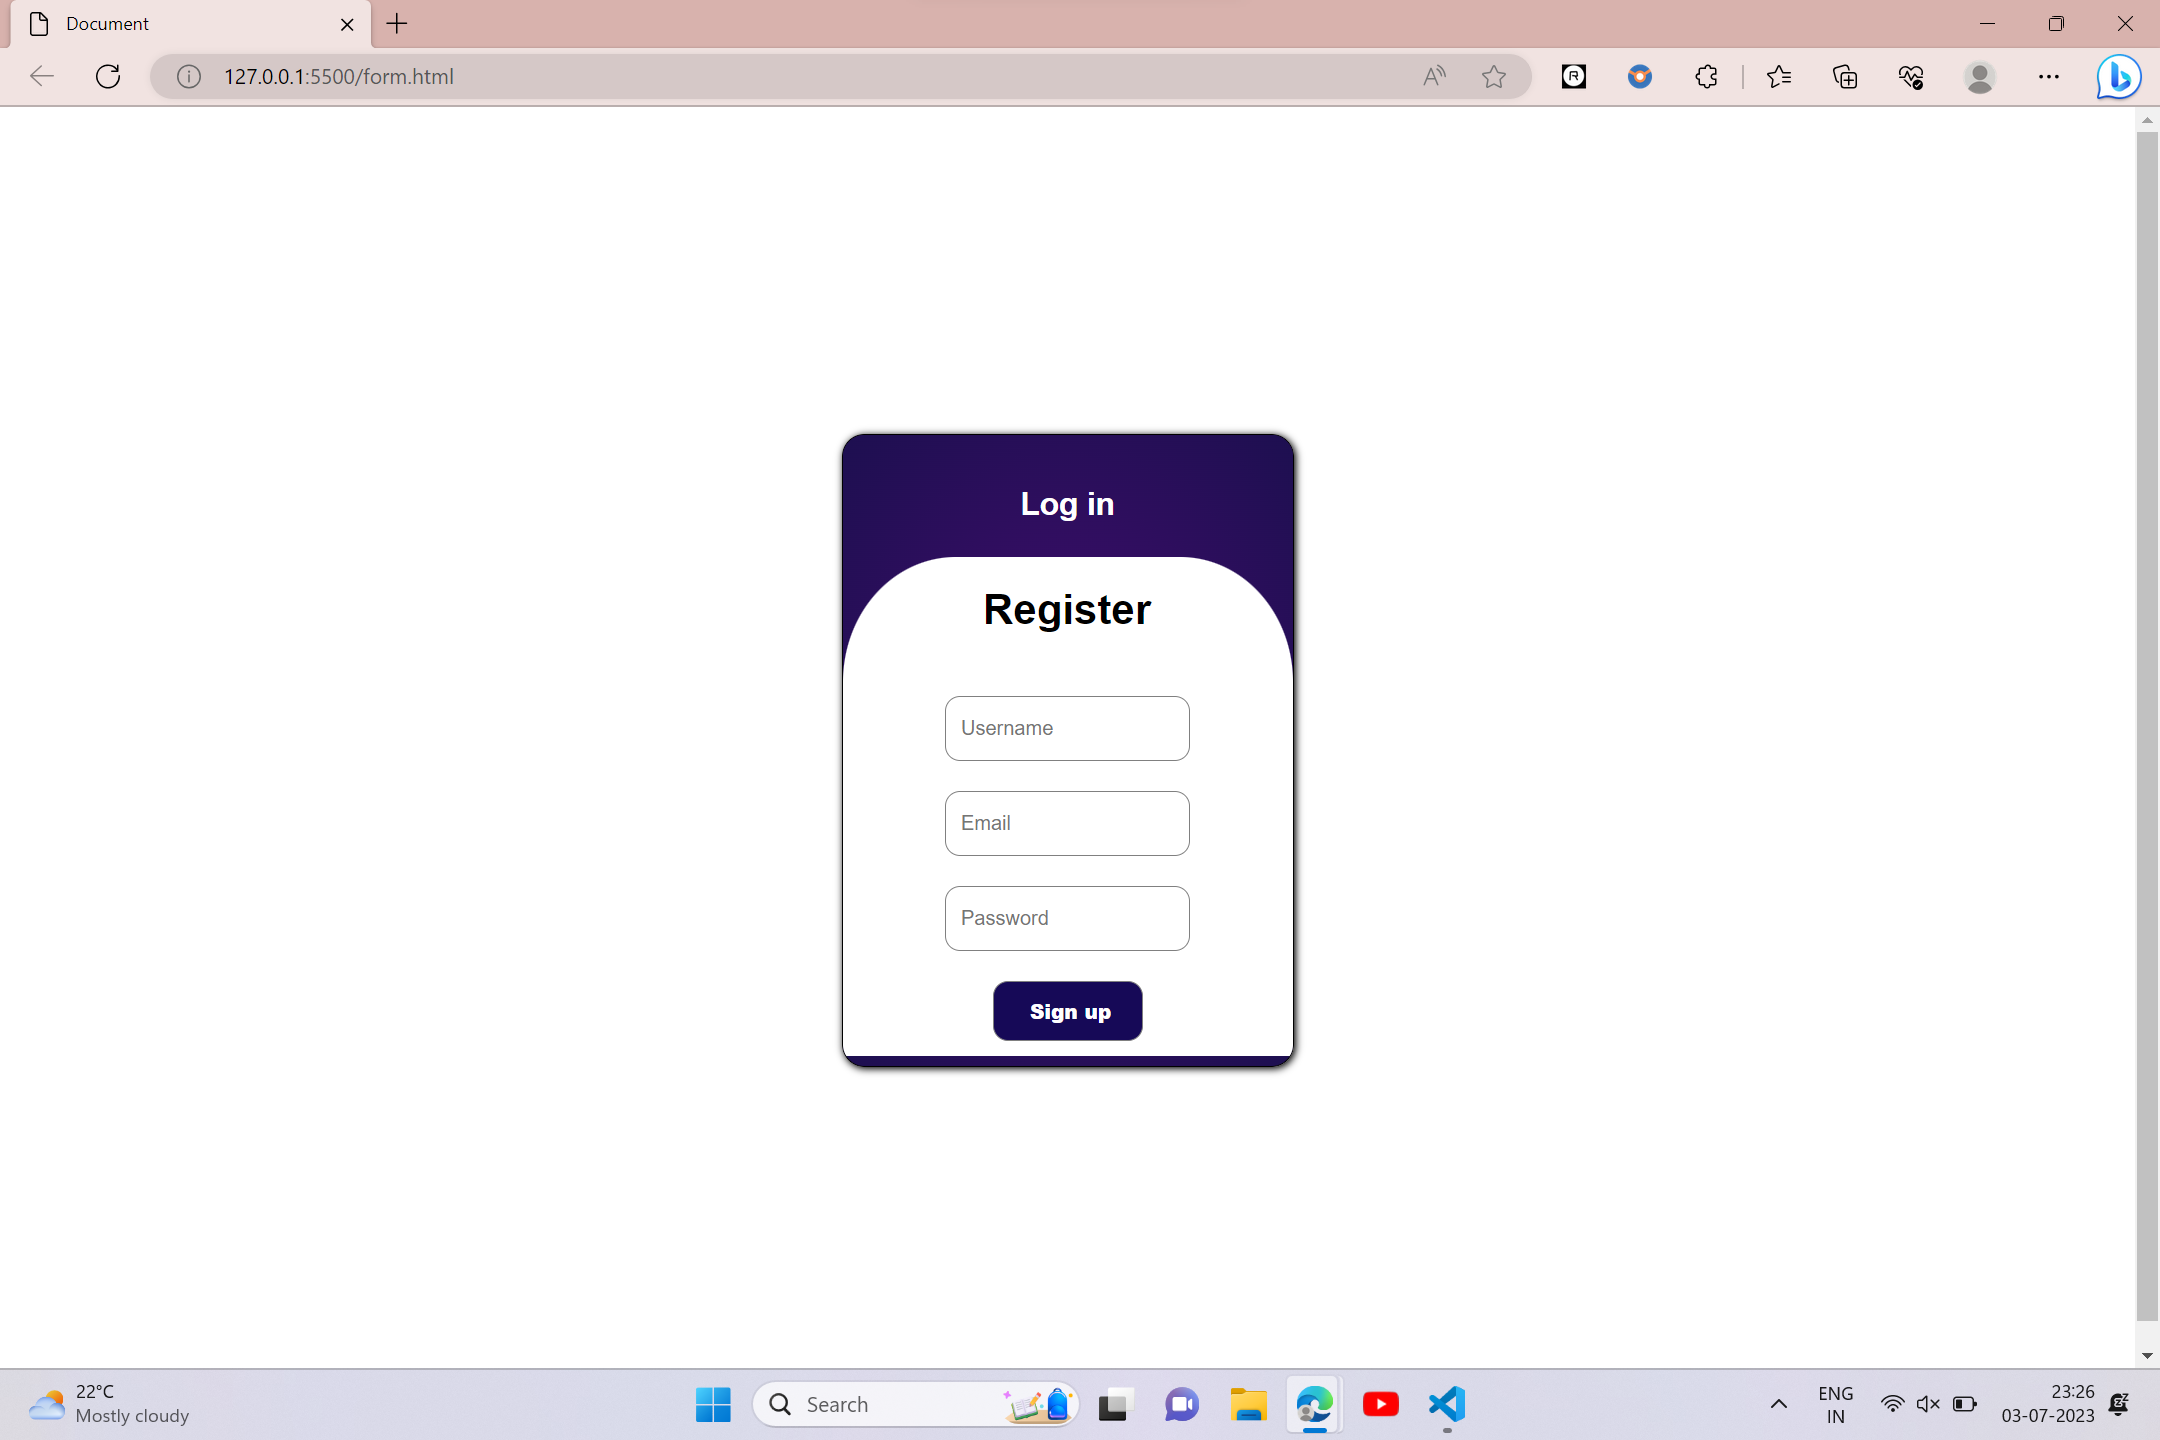 Document
127.0.0.1:5500/form.html
Log in
Register
Username
Email
Password
Sign up
22°C
Mostly cloudy
Search
ENG
IN
23:26
03-07-2023